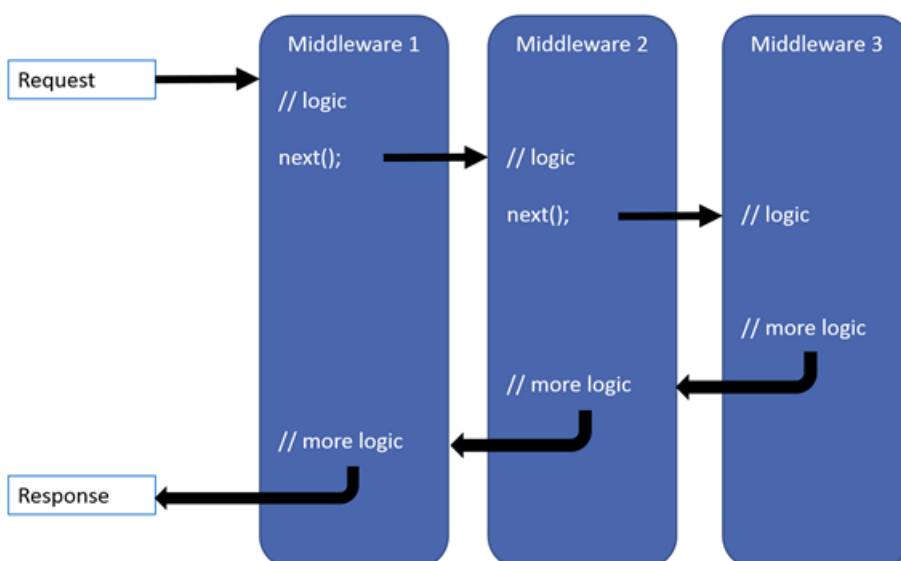 Middleware 1
Middleware 2
Middleware 3
Request
// logic
next();
// logic
next();
// logic
// more logic
// more logic
// more logic
Response